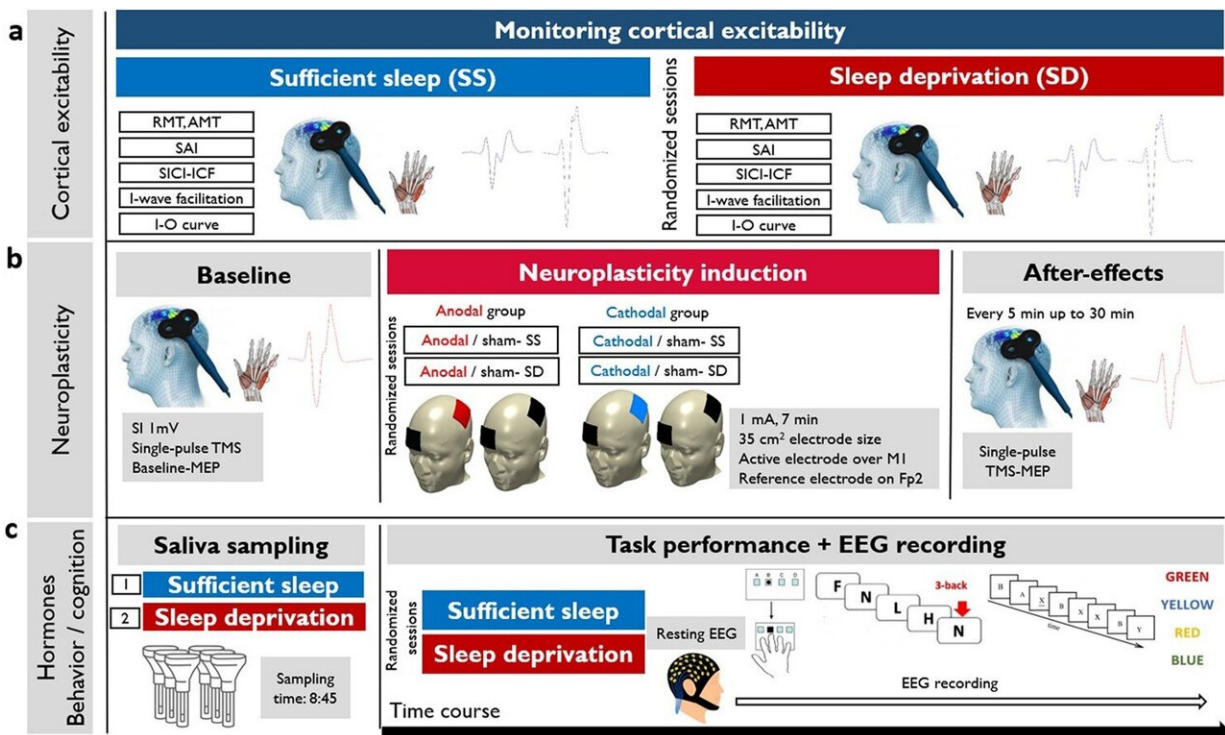 a
Cortical excitability
Monitoring cortical excitability
Sufficient sleep (SS)
RMT, AMT
SAI
SICI-ICF
I-wave facilitation
I-O curve
Randomized sessions
Sleep deprivation (SD)
RMT, AMT
SAI
SICI-ICF
I-wave facilitation
I-O curve
b
Neuroplasticity
Baseline
SI 1mV
Single-pulse TMS
Baseline-MEP
Neuroplasticity induction
Randomized sessions
Anodal group
Anodal / sham- SS
Anodal / sham- SD
Cathodal group
Cathodal / sham- SS
Cathodal / sham- SD
1 mA, 7 min
35 cm² electrode size
Active electrode over M1
Reference electrode on Fp2
After-effects
Every 5 min up to 30 min
Single-pulse
TMS-MEP
c
Hormones
Behavior / cognition
Saliva sampling
1 Sufficient sleep
2 Sleep deprivation
Sampling
time: 8:45
Task performance + EEG recording
Randomized
sessions
Sufficient sleep
Sleep deprivation
Resting EEG
A B C D
F
N
L
H
N
3-back
B
A
X
B
X
X
B
Y
time
GREEN
YELLOW
RED
BLUE
EEG recording
Time course